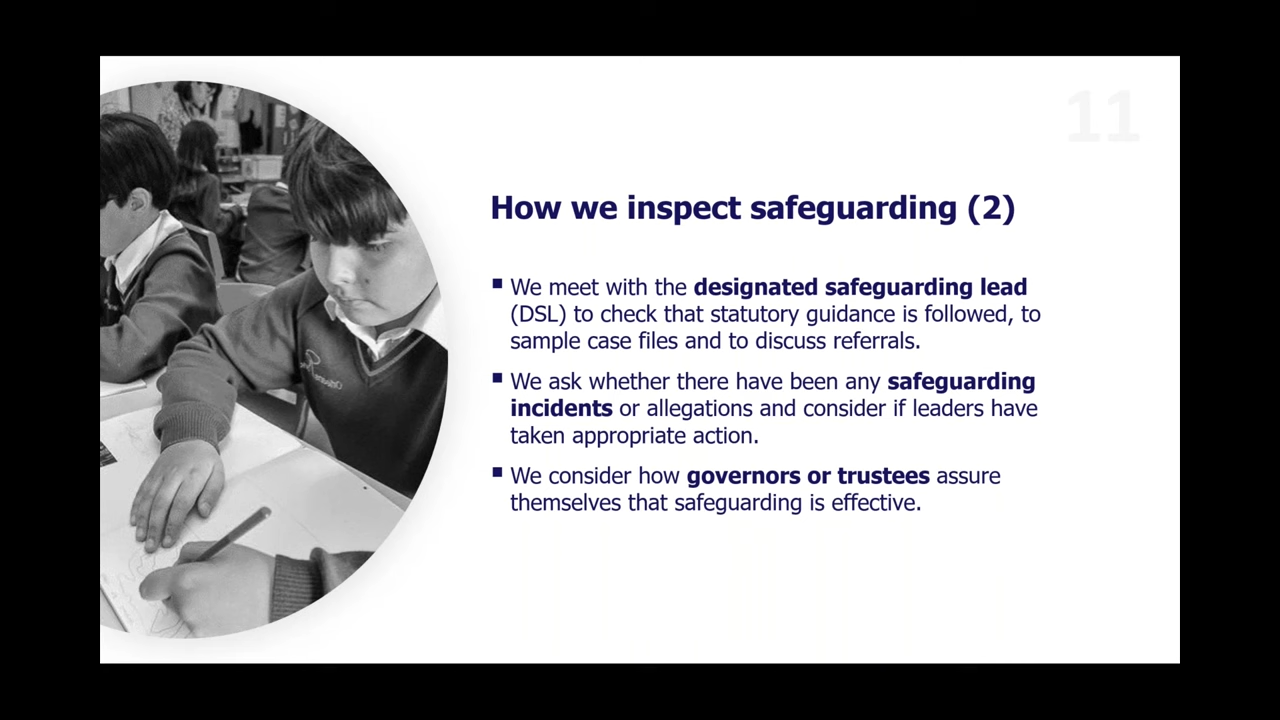 11
How we inspect safeguarding (2)
▪ We meet with the designated safeguarding lead
(DSL) to check that statutory guidance is followed, to
sample case files and to discuss referrals.
▪ We ask whether there have been any safeguarding
incidents or allegations and consider if leaders have
taken appropriate action.
▪ We consider how governors or trustees assure
themselves that safeguarding is effective.